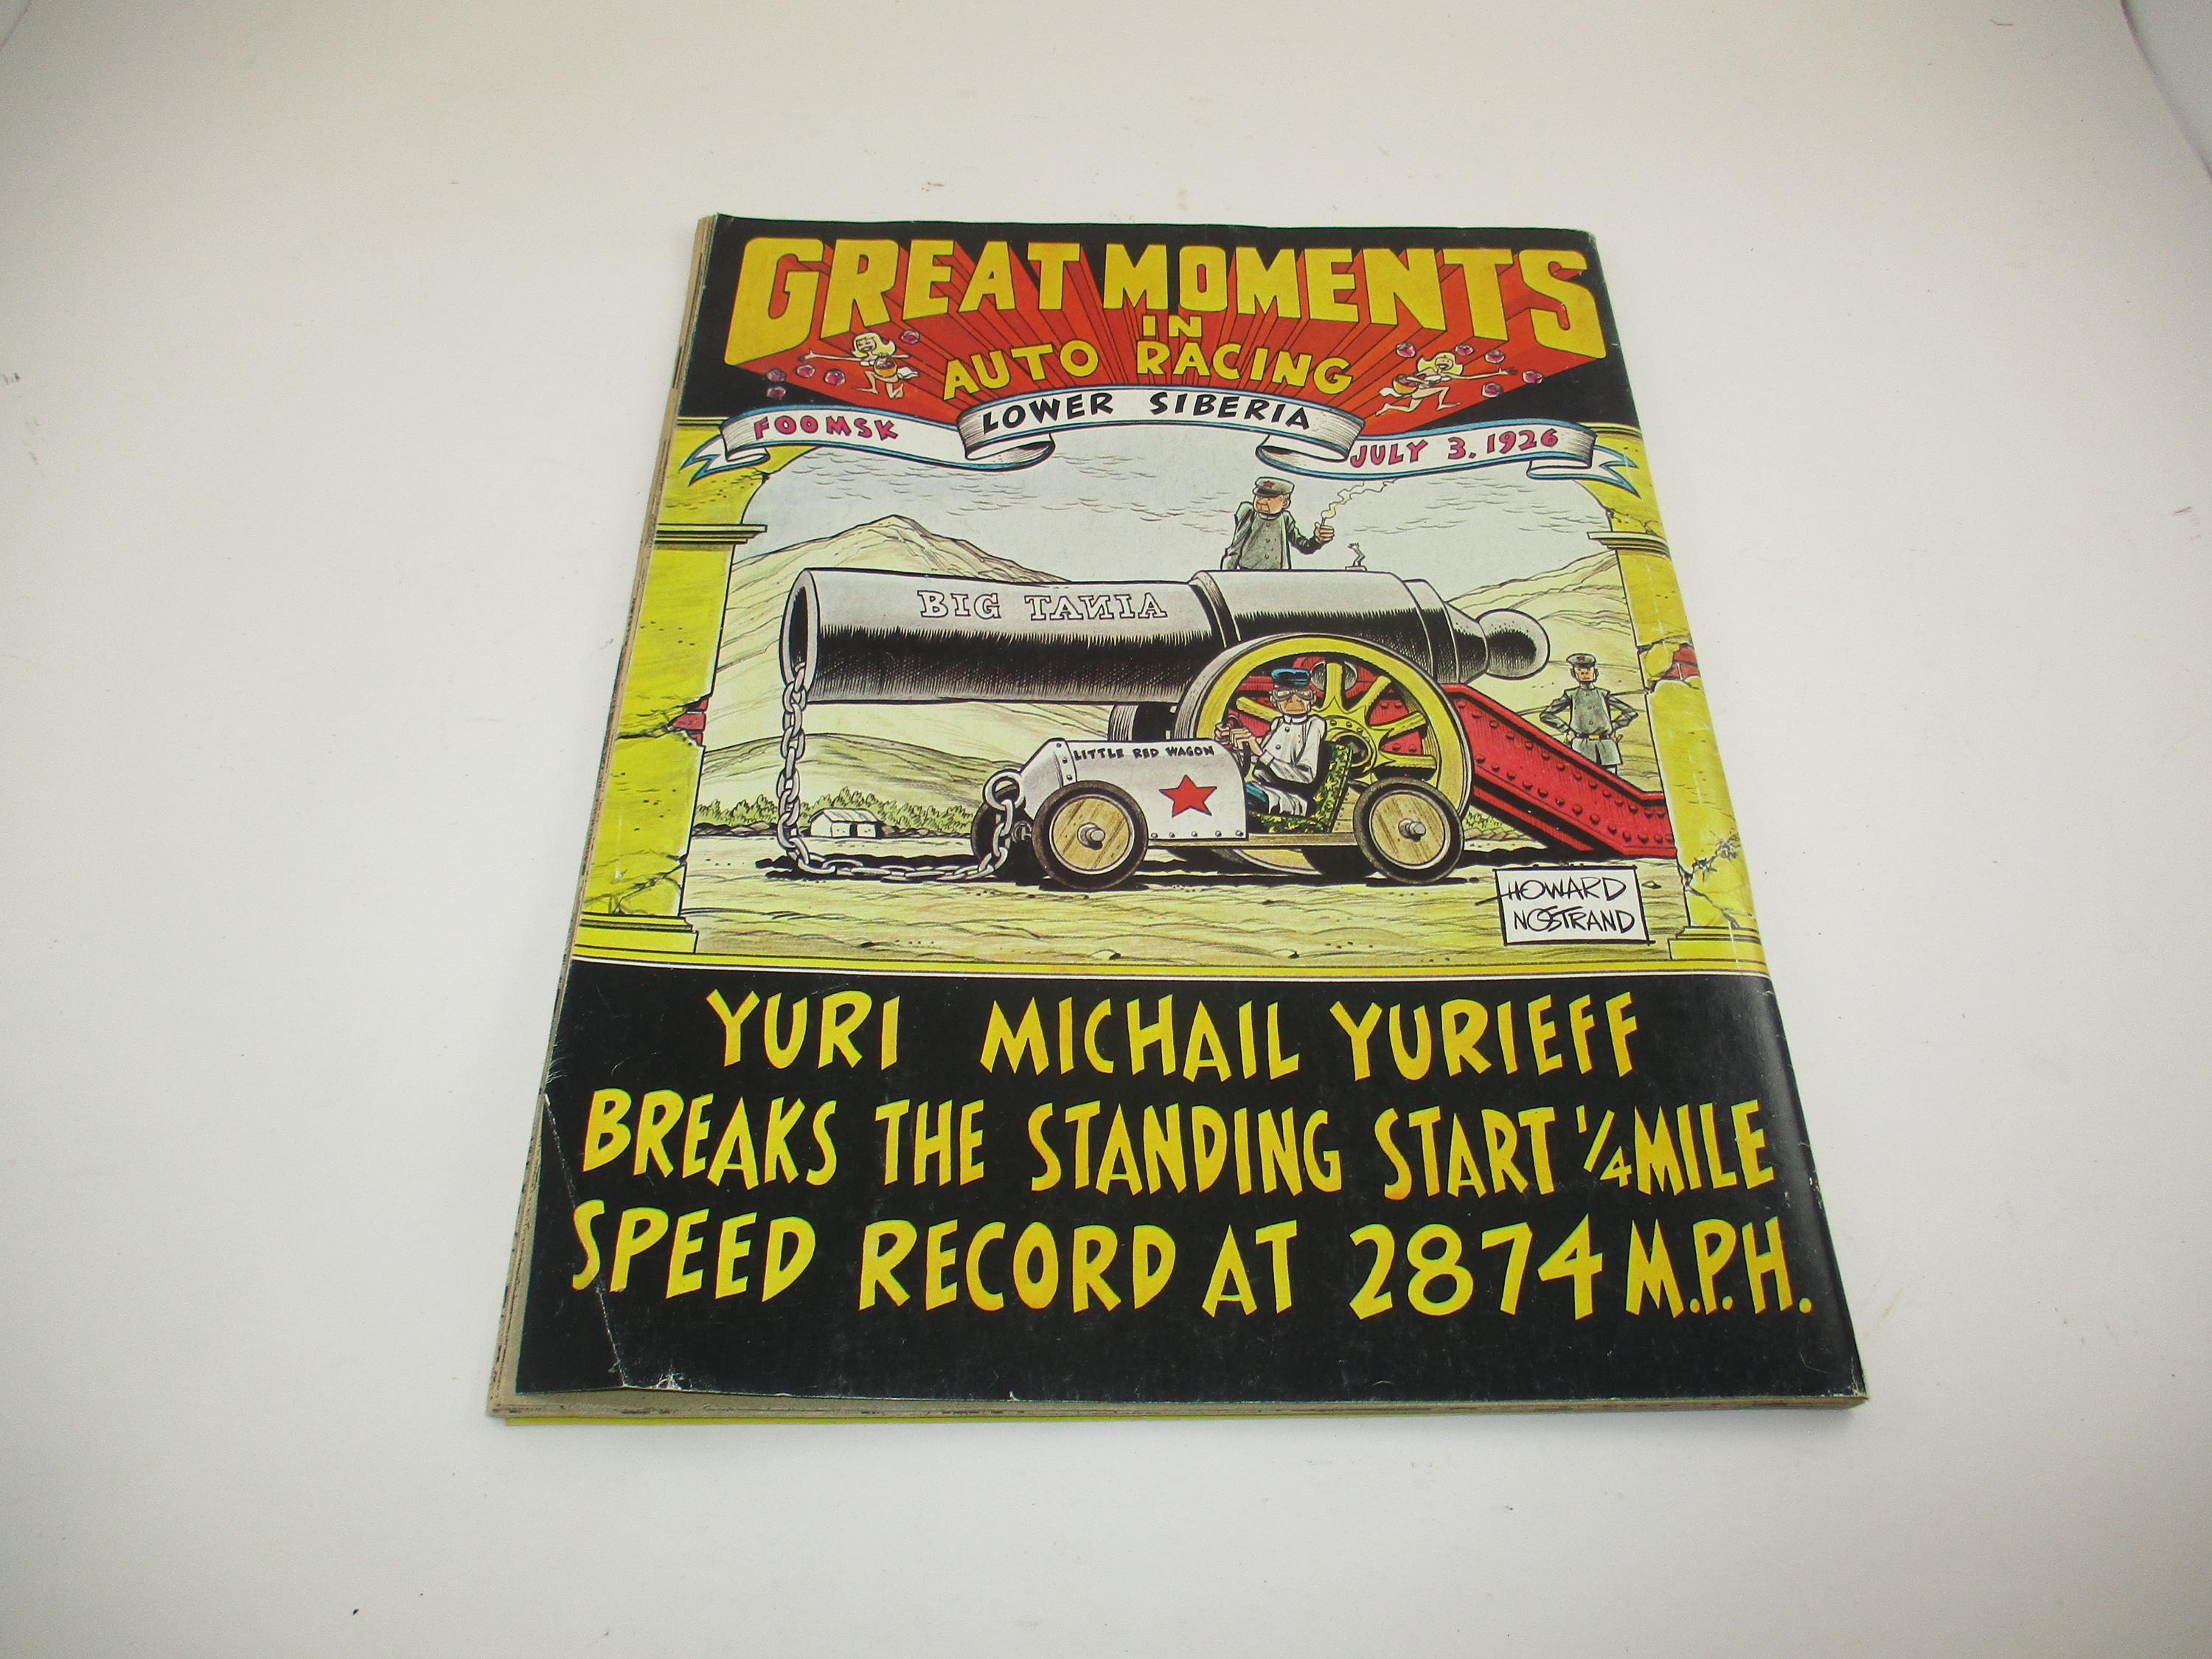 GREAT MOMENTS
IN
AUTO RACING
FOOMSK
LOWER SIBERIA
JULY 3, 1926
BIG TAИIA
LITTLE RED WAGON
HOWARD
NOSTRAND
YURI MICHAIL YURIEFF
BREAKS THE STANDING START 1/4 MILE
SPEED RECORD AT 2874 M.P.H.